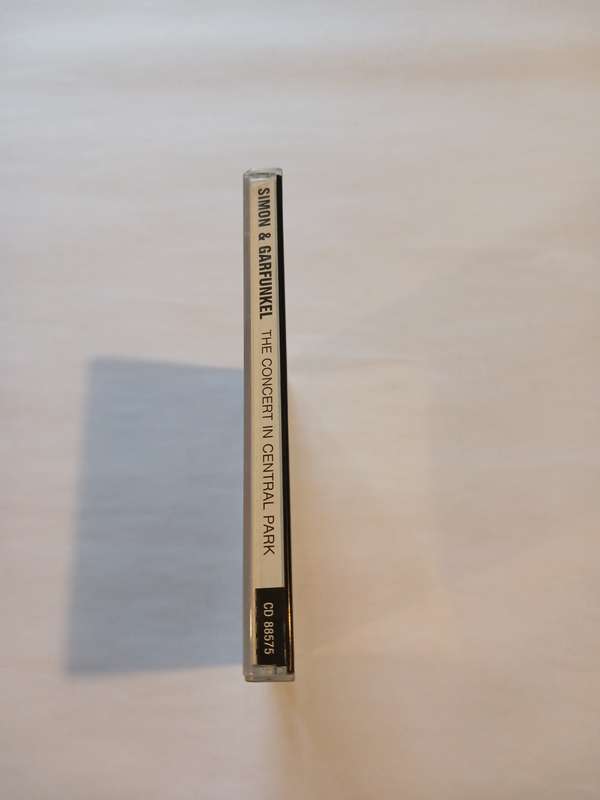 SIMON & GARFUNKEL THE CONCERT IN CENTRAL PARK
CD 88575